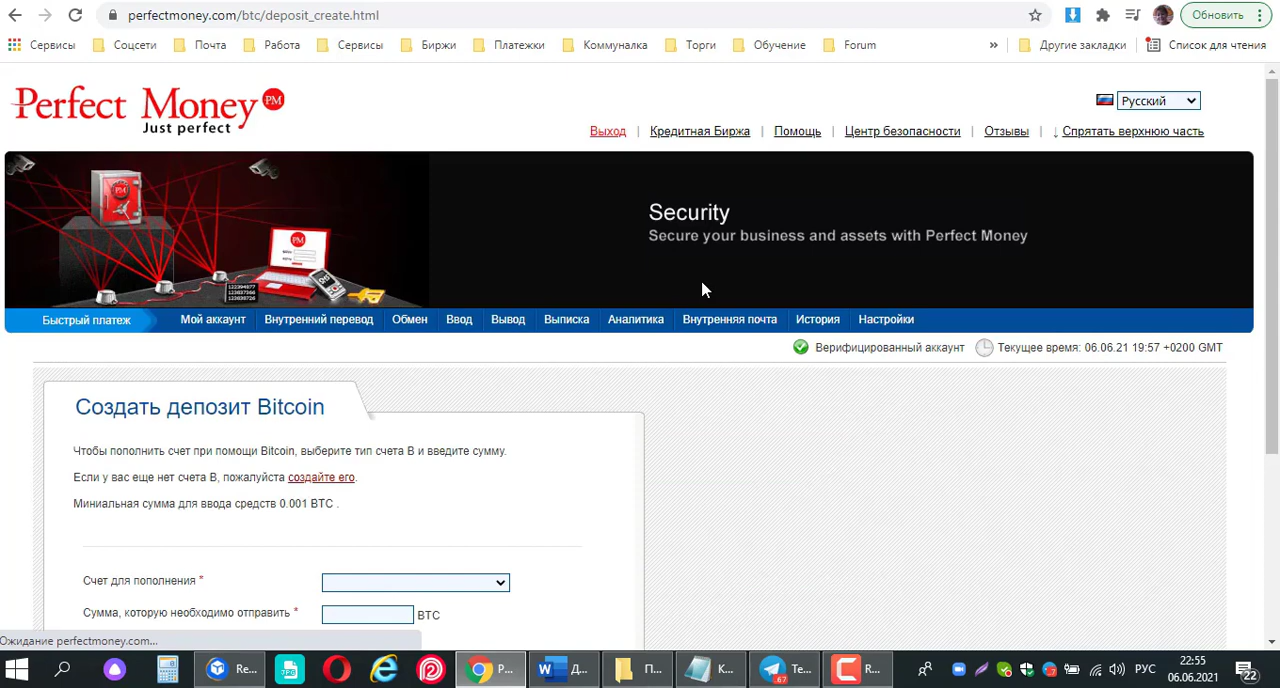 perfectmoney.com/btc/deposit_create.html
Обновить
Сервисы Соцсети Почта Работа Сервисы Биржи Платежки Коммуналка Торги Обучение Forum » Другие закладки Список для чтения
Perfect Money PM
Just perfect
Русский
Выход | Кредитная Биржа | Помощь | Центр безопасности | Отзывы | ↓ Спрятать верхнюю часть
Security
Secure your business and assets with Perfect Money
Быстрый платеж Мой аккаунт Внутренний перевод Обмен Ввод Вывод Выписка Аналитика Внутренняя почта История Настройки
Верифицированный аккаунт Текущее время: 06.06.21 19:57 +0200 GMT
Создать депозит Bitcoin
Чтобы пополнить счет при помощи Bitcoin, выберите тип счета B и введите сумму.
Если у вас еще нет счета B, пожалуйста создайте его.
Миниальная сумма для ввода средств 0.001 BTC .
Счет для пополнения *
Сумма, которую необходимо отправить * BTC
Ожидание perfectmoney.com...
Re... P... Д... П... К... Te... R... РУС 22:55
06.06.2021 22